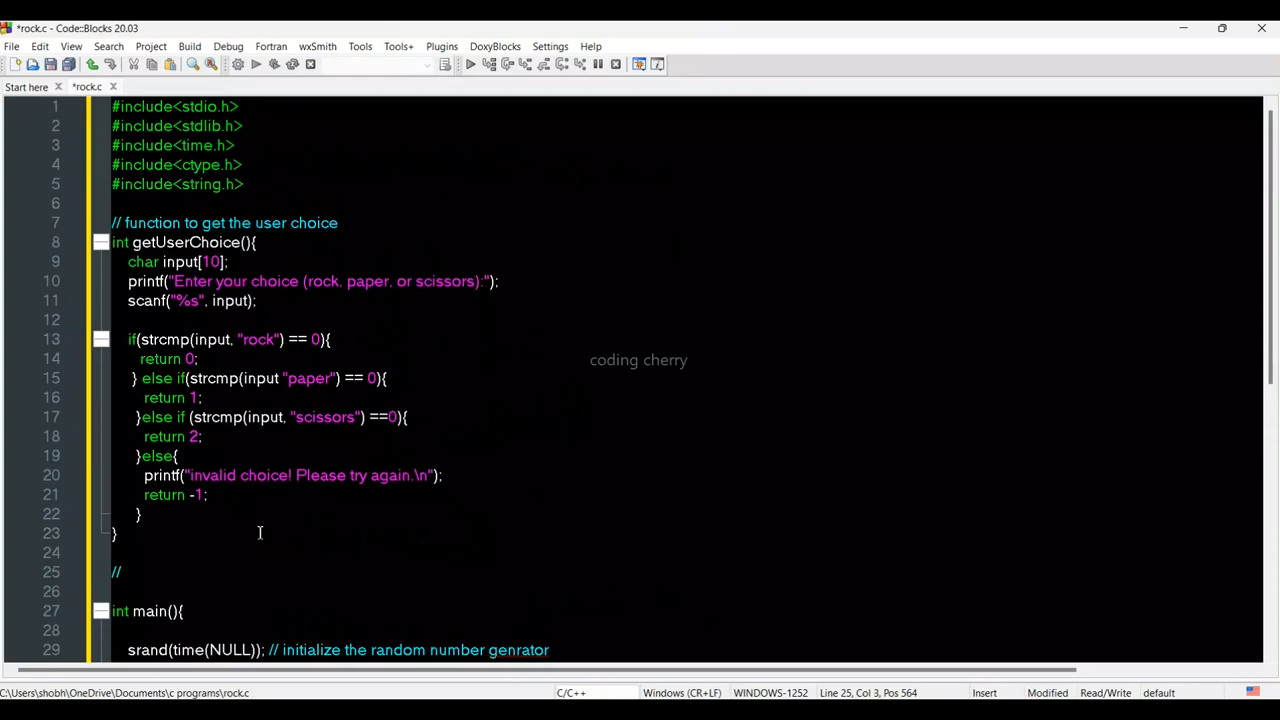 *rock.c - Code::Blocks 20.03
File Edit View Search Project Build Debug Fortran wxSmith Tools Tools+ Plugins DoxyBlocks Settings Help
Start here *rock.c
1 #include<stdio.h>
2 #include<stdlib.h>
3 #include<time.h>
4 #include<ctype.h>
5 #include<string.h>
6
7 // function to get the user choice
8 int getUserChoice(){
9 char input[10];
10 printf("Enter your choice (rock, paper, or scissors):");
11 scanf("%s", input);
12
13 if(strcmp(input, "rock") == 0){
14 return 0;
15 } else if(strcmp(input "paper") == 0){
16 return 1;
17 }else if (strcmp(input, "scissors") ==0){
18 return 2;
19 }else{
20 printf("invalid choice! Please try again.\n");
21 return -1;
22 }
23 }
24
25 //
26
27 int main(){
28
29 srand(time(NULL)); // initialize the random number genrator
coding cherry
C:\Users\shobh\OneDrive\Documents\c programs\rock.c C/C++ Windows (CR+LF) WINDOWS-1252 Line 25, Col 3, Pos 564 Insert Modified Read/Write default